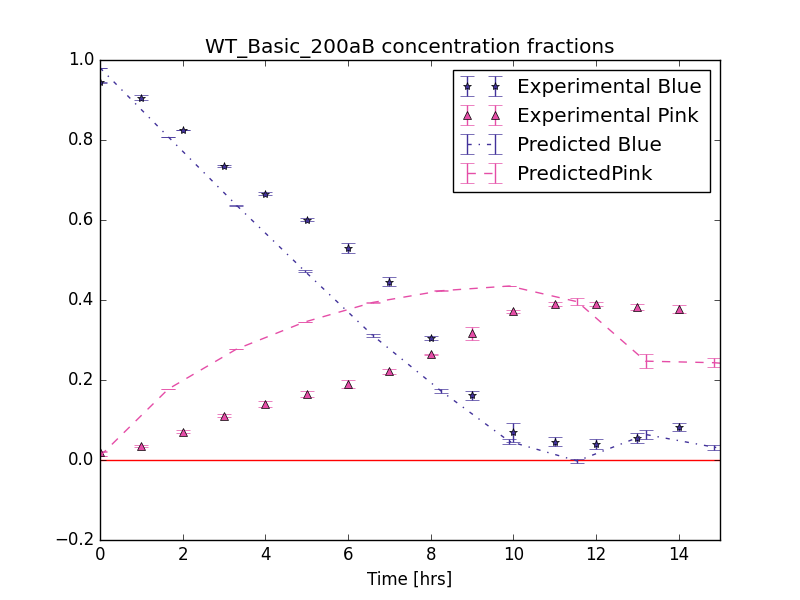 WT_Basic_200aB concentration fractions
Experimental Blue
Experimental Pink
Predicted Blue
PredictedPink
1.0
0.8
0.6
0.4
0.2
0.0
−0.2
0 2 4 6 8 10 12 14
Time [hrs]